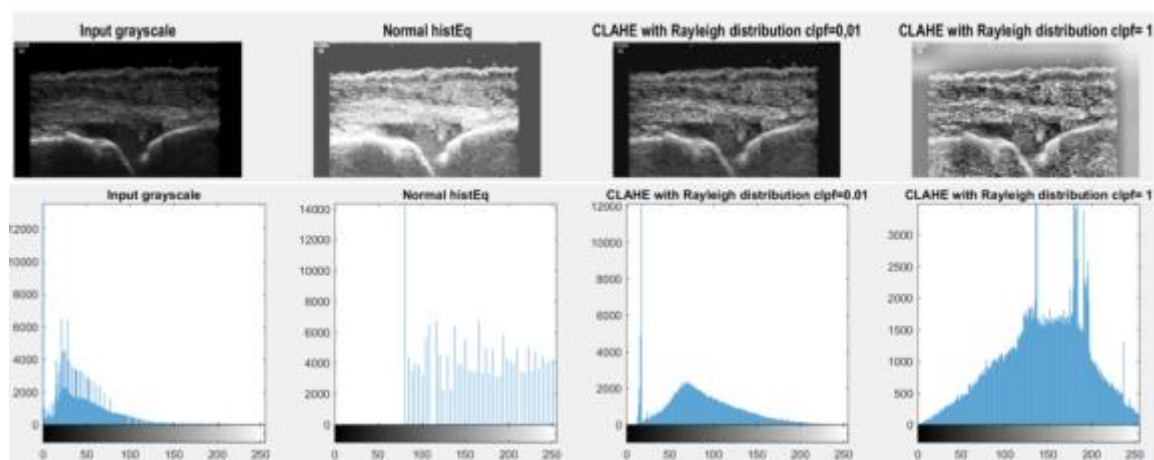 Input grayscale
Normal histEq
CLAHE with Rayleigh distribution clpf=0,01
CLAHE with Rayleigh distribution clpf= 1
Input grayscale
Normal histEq
CLAHE with Rayleigh distribution clpf=0.01
CLAHE with Rayleigh distribution clpf= 1
12000
10000
8000
6000
4000
2000
0
0 50 100 150 200 250
14000
12000
10000
8000
6000
4000
2000
0
0 50 100 150 200 250
12000
10000
8000
6000
4000
2000
0
0 50 100 150 200 250
3000
2500
2000
1500
1000
500
0
0 50 100 150 200 250